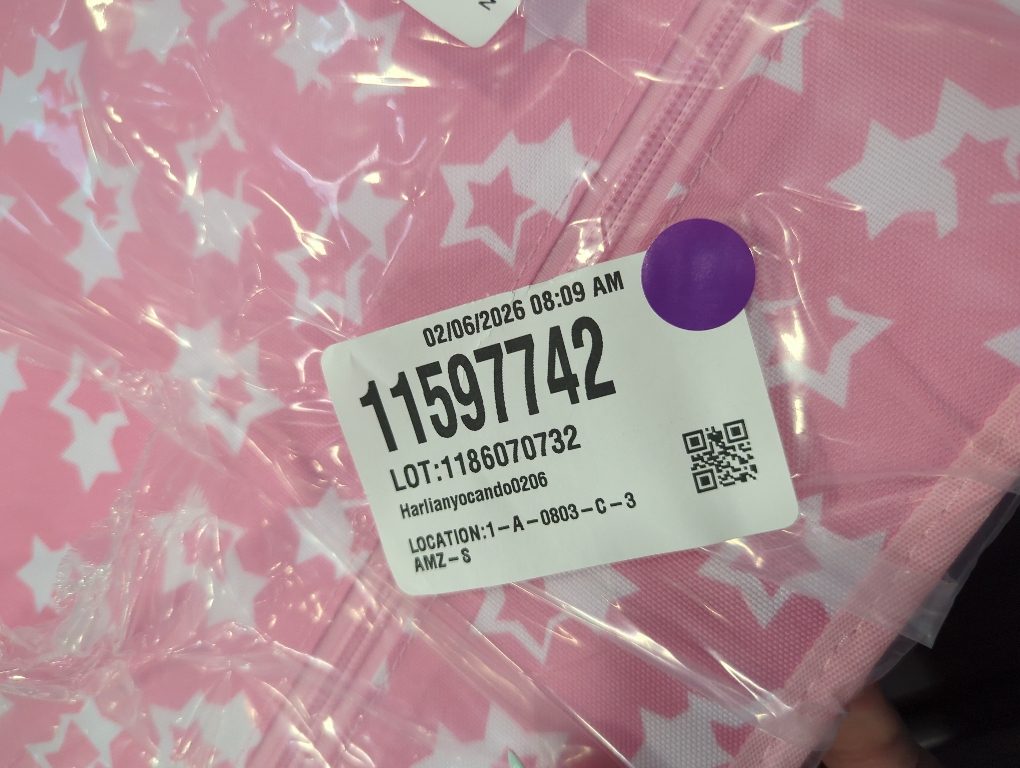 02/06/2026 08:09 AM
11597742
LOT:1186070732
Harlianyocando0206
LOCATION:1-A-0803-C-3
AMZ-S